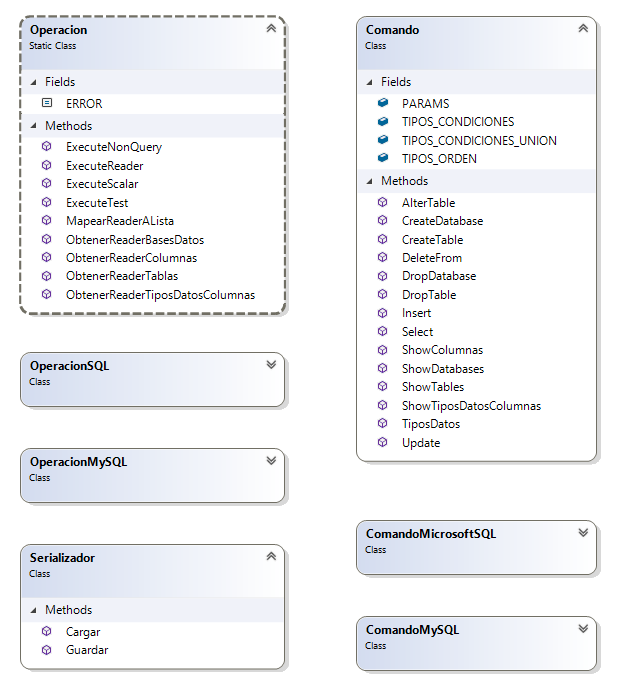 Operacion
Static Class
Fields
ERROR
Methods
ExecuteNonQuery
ExecuteReader
ExecuteScalar
ExecuteTest
MapearReaderALista
ObtenerReaderBasesDatos
ObtenerReaderColumnas
ObtenerReaderTablas
ObtenerReaderTiposDatosColumnas
OperacionSQL
Class
OperacionMySQL
Class
Serializador
Class
Methods
Cargar
Guardar
Comando
Class
Fields
PARAMS
TIPOS_CONDICIONES
TIPOS_CONDICIONES_UNION
TIPOS_ORDEN
Methods
AlterTable
CreateDatabase
CreateTable
DeleteFrom
DropDatabase
DropTable
Insert
Select
ShowColumnas
ShowDatabases
ShowTables
ShowTiposDatosColumnas
TiposDatos
Update
ComandoMicrosoftSQL
Class
ComandoMySQL
Class